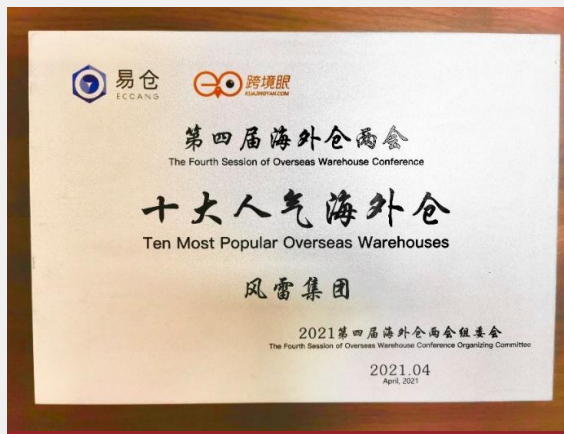 易仓
ECCANG
跨境眼
KUAJINGYAN.COM
第四届海外仓两会
The Fourth Session of Overseas Warehouse Conference
十大人气海外仓
Ten Most Popular Overseas Warehouses
风雷集团
2021第四届海外仓两会组委会
The Fourth Session of Overseas Warehouse Conference Organizing Committee
2021.04
April, 2021